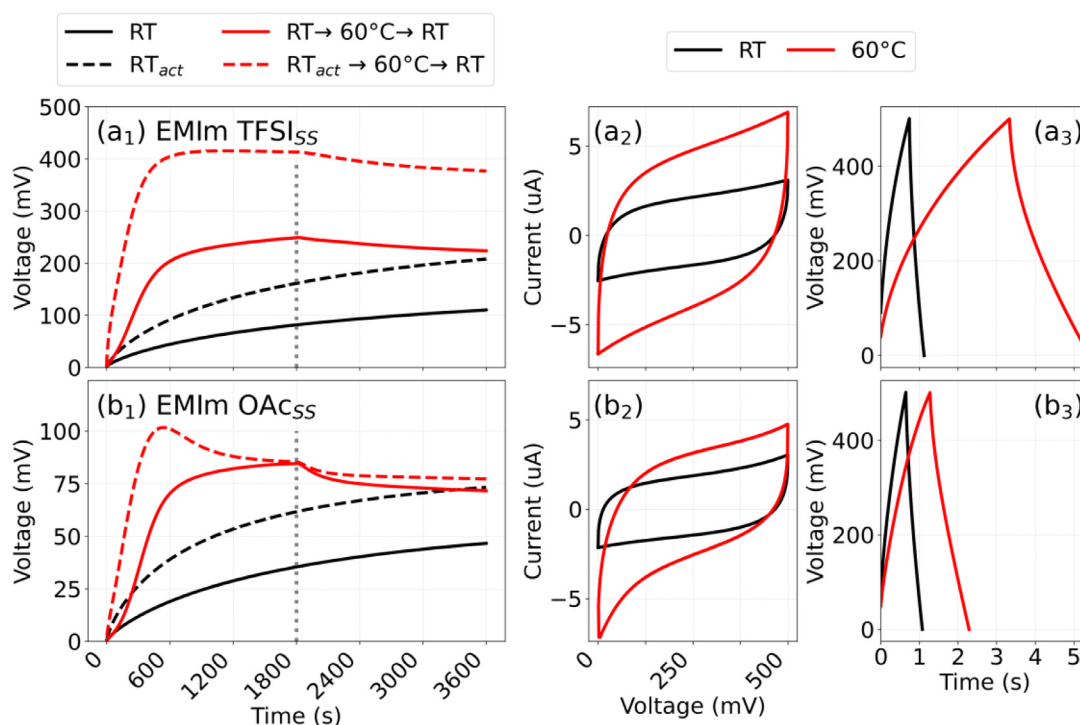 RT
RT→ 60°C→ RT
RT
60°C
RTact
RTact → 60°C→ RT
500
400
300
200
100
0
Voltage (mV)
(a1) EMIm TFSISS
5
0
−5
Current (uA)
(a2)
400
200
0
Voltage (mV)
(a3)
100
75
50
25
0
Voltage (mV)
(b1) EMIm OAcSS
5
0
−5
Current (uA)
(b2)
400
200
0
Voltage (mV)
(b3)
0
600
1200
1800
2400
3000
3600
Time (s)
0
250
500
Voltage (mV)
0 1 2 3 4 5
Time (s)